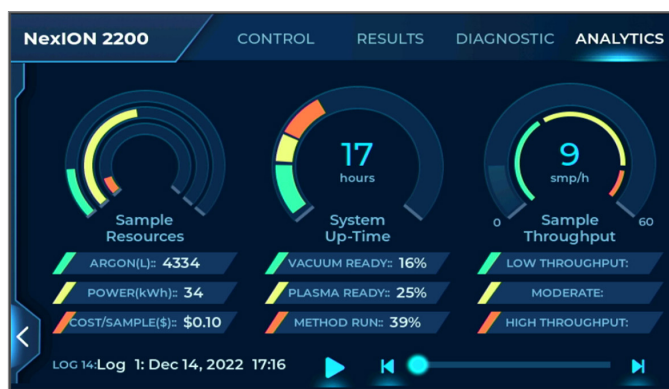 NexION 2200 CONTROL RESULTS DIAGNOSTIC ANALYTICS
17
hours
9
smp/h
0 60
Sample
Resources
System
Up-Time
Sample
Throughput
ARGON(L):: 4334
POWER(kWh):: 34
COST/SAMPLE($): $0.10
VACUUM READY:: 16%
PLASMA READY:: 25%
METHOD RUN:: 39%
LOW THROUGHPUT:
MODERATE:
HIGH THROUGHPUT:
LOG 14:Log 1: Dec 14, 2022 17:16